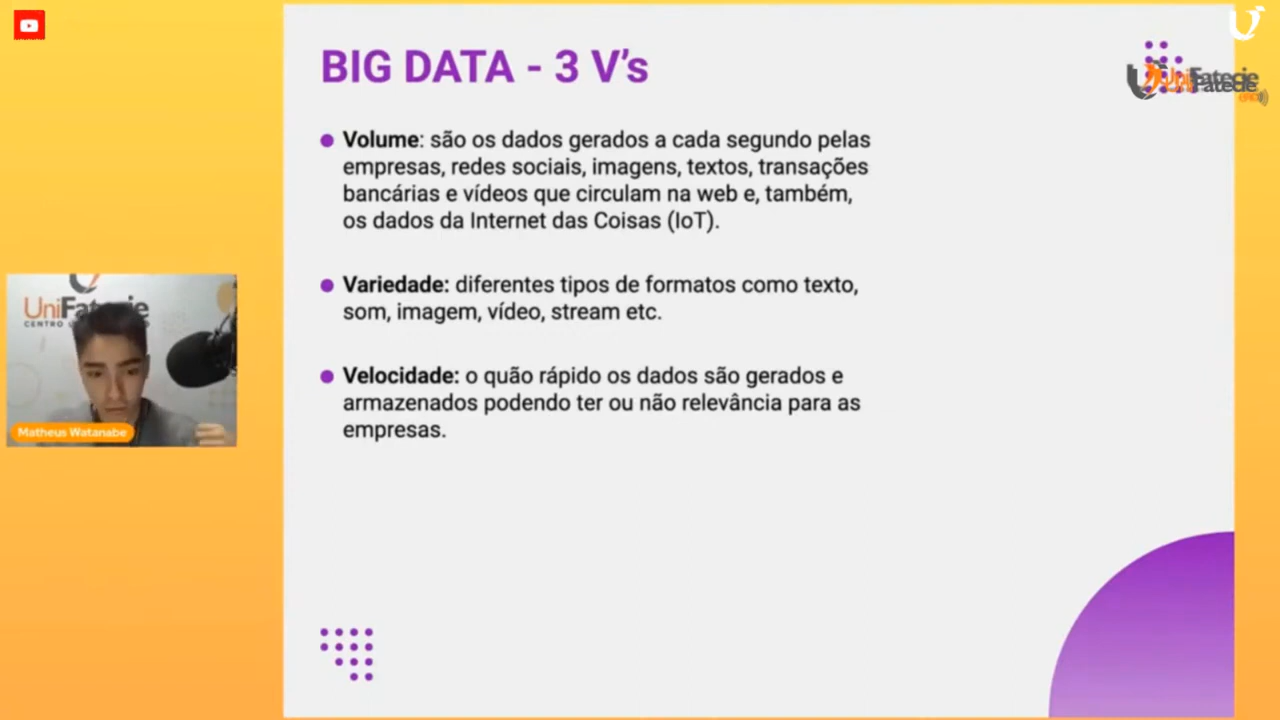 BIG DATA - 3 V's
UniFatecie
Volume: são os dados gerados a cada segundo pelas
empresas, redes sociais, imagens, textos, transações
bancárias e vídeos que circulam na web e, também,
os dados da Internet das Coisas (IoT).
Variedade: diferentes tipos de formatos como texto,
som, imagem, vídeo, stream etc.
Velocidade: o quão rápido os dados são gerados e
armazenados podendo ter ou não relevância para as
empresas.
UniFatecie
Matheus Watanabe